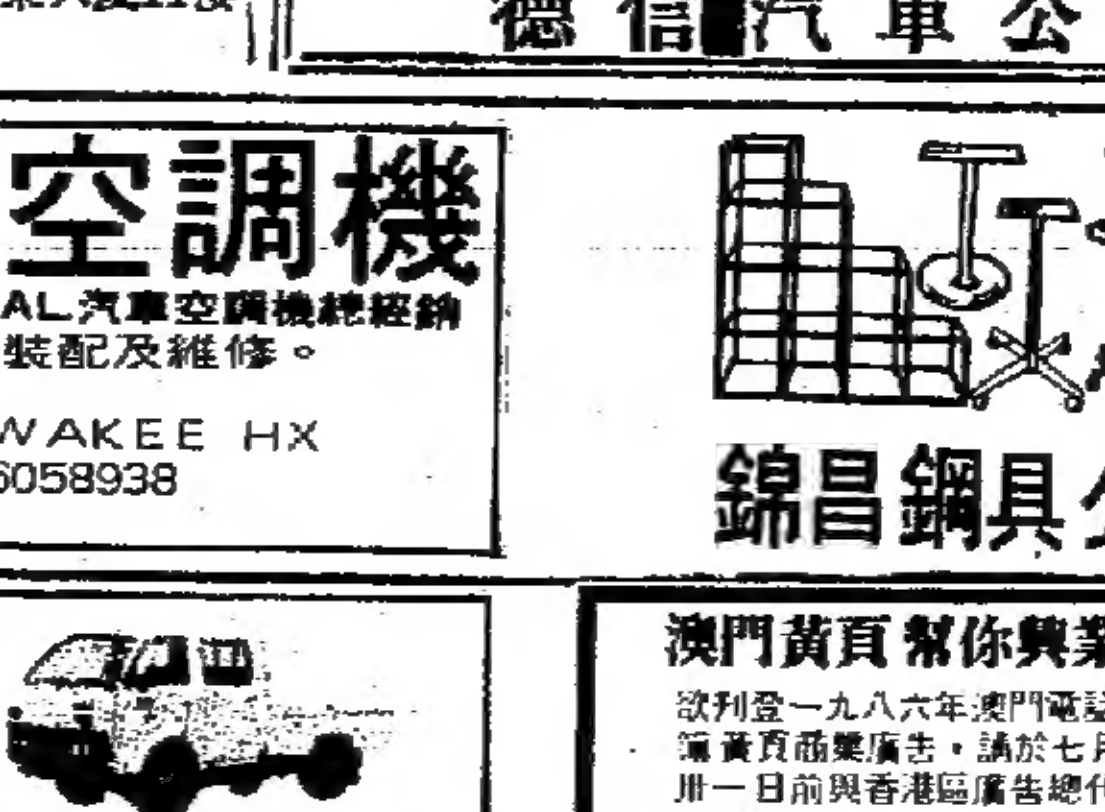 德信汽車公
空調機
AL汽車空調機總經銷
裝配及維修。
WAKEE HX
6058938
錦昌鋼具公
澳門黃頁 幫你興業
欲刊登一九八六年澳門電話
簿黃頁商業廣告,請於七月
卅一日前與香港區廣告總代